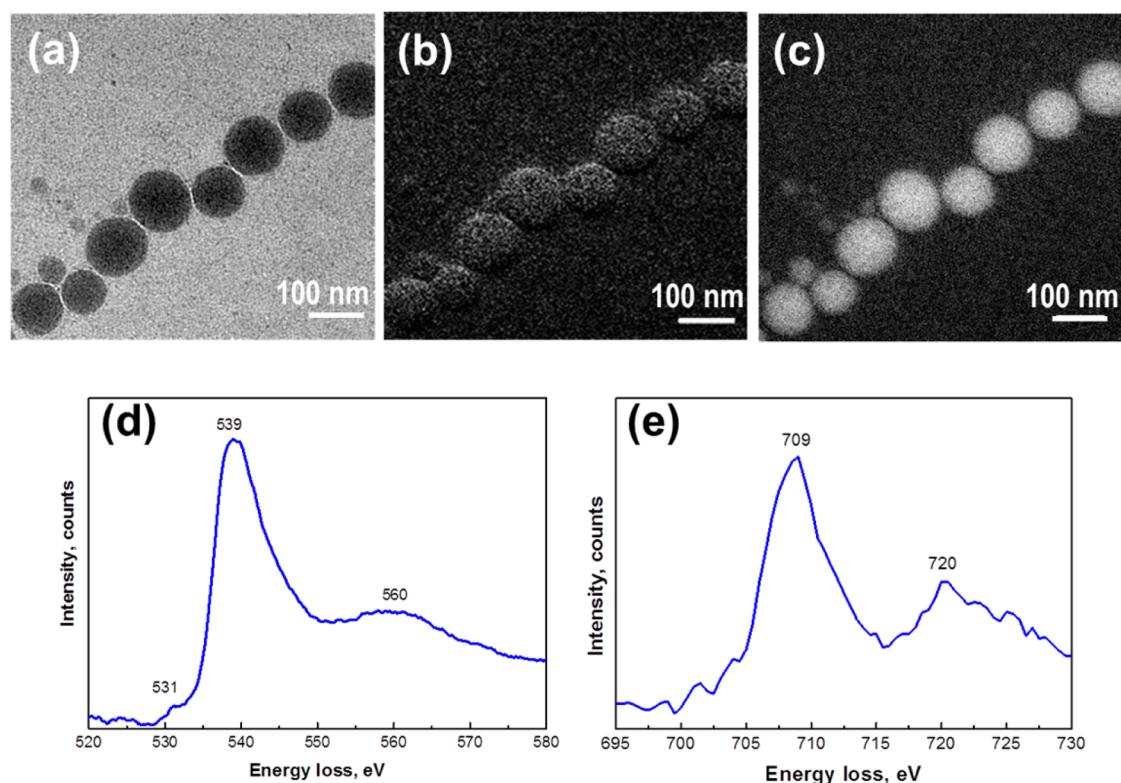 (a)
(b)
(c)
100 nm
100 nm
100 nm
(d)
539
531
560
Intensity, counts
520 530 540 550 560 570 580
Energy loss, eV
(e)
709
720
Intensity, counts
695 700 705 710 715 720 725 730
Energy loss, eV